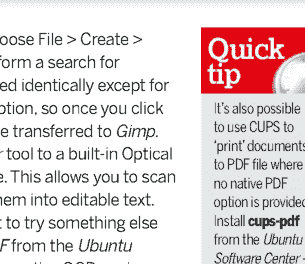 oose File > Create >
form a search for
ed identically except for
ption, so once you click
e transferred to Gimp.
r tool to a built-in Optical
e. This allows you to scan
hem into editable text.
t to try something else
F from the Ubuntu
Quick
tip
It's also possible
to use CUPS to
'print' documents
to PDF file where
no native PDF
option is provided
Install cups-pdf
from the Ubuntu
Software Center